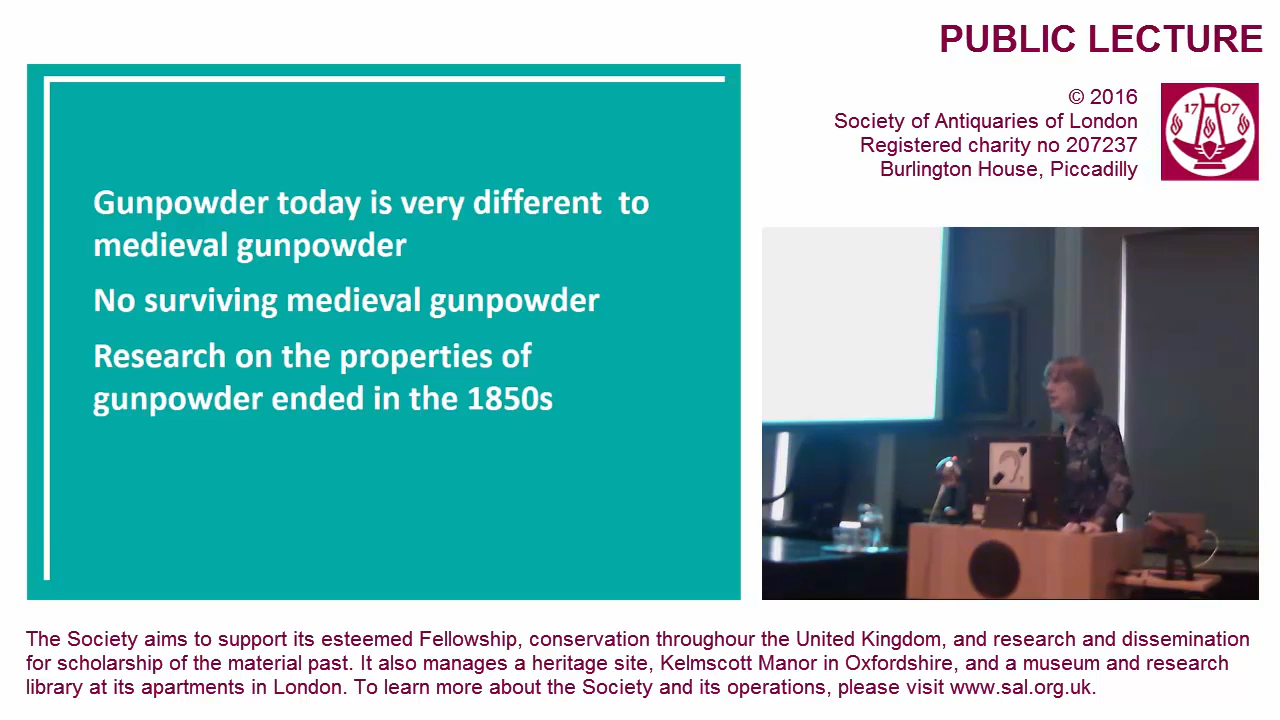 PUBLIC LECTURE
© 2016
Society of Antiquaries of London
Registered charity no 207237
Burlington House, Piccadilly
17 07
Gunpowder today is very different to
medieval gunpowder
No surviving medieval gunpowder
Research on the properties of
gunpowder ended in the 1850s
The Society aims to support its esteemed Fellowship, conservation throughour the United Kingdom, and research and dissemination
for scholarship of the material past. It also manages a heritage site, Kelmscott Manor in Oxfordshire, and a museum and research
library at its apartments in London. To learn more about the Society and its operations, please visit www.sal.org.uk.